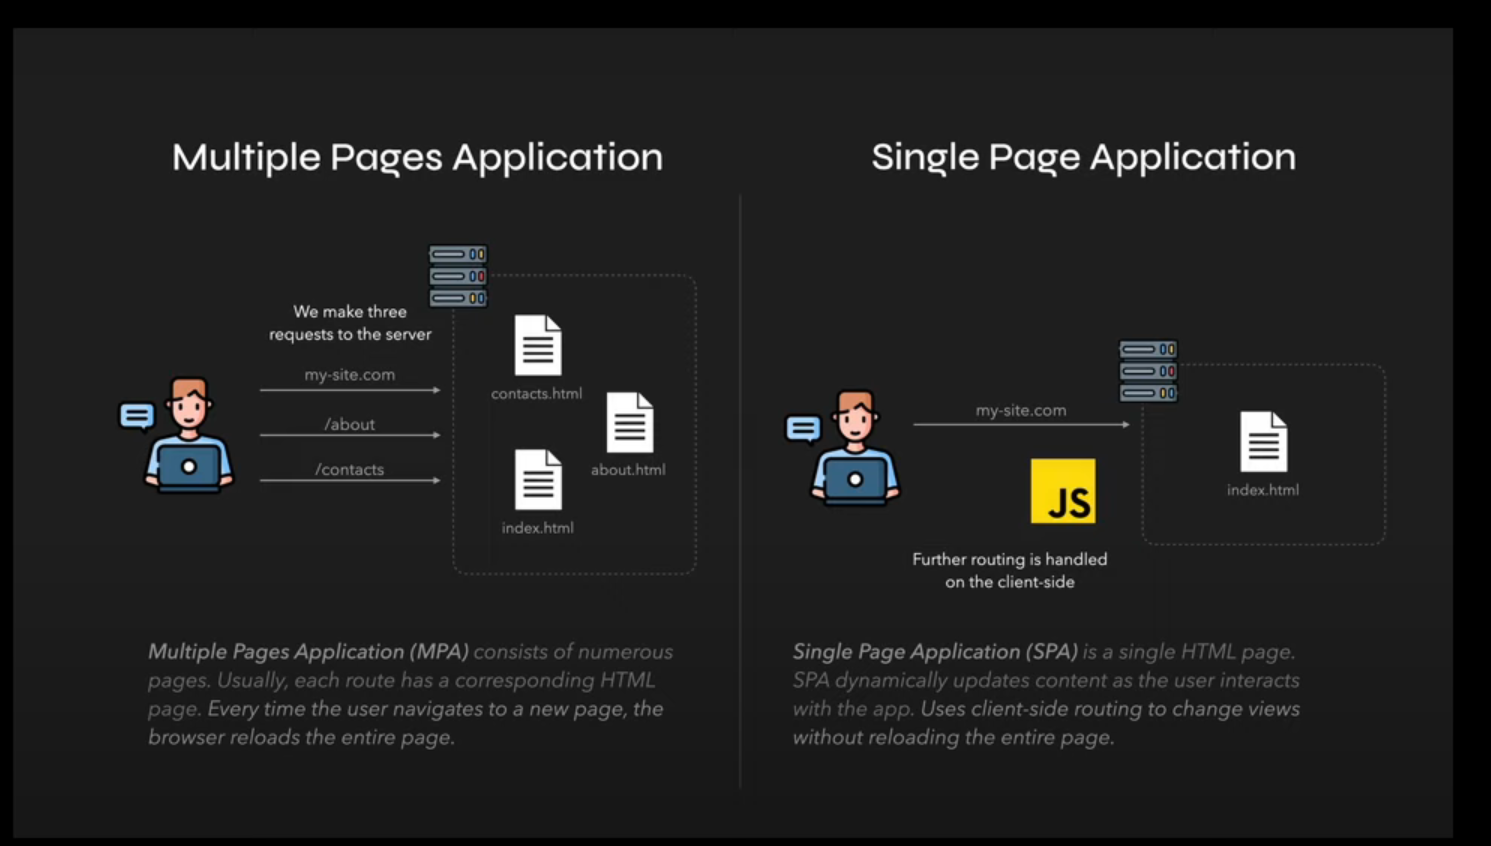 Multiple Pages Application
We make three
requests to the server
my-site.com
/about
/contacts
contacts.html
about.html
index.html
Multiple Pages Application (MPA) consists of numerous
pages. Usually, each route has a corresponding HTML
page. Every time the user navigates to a new page, the
browser reloads the entire page.
Single Page Application
my-site.com
JS
index.html
Further routing is handled
on the client-side
Single Page Application (SPA) is a single HTML page.
SPA dynamically updates content as the user interacts
with the app. Uses client-side routing to change views
without reloading the entire page.